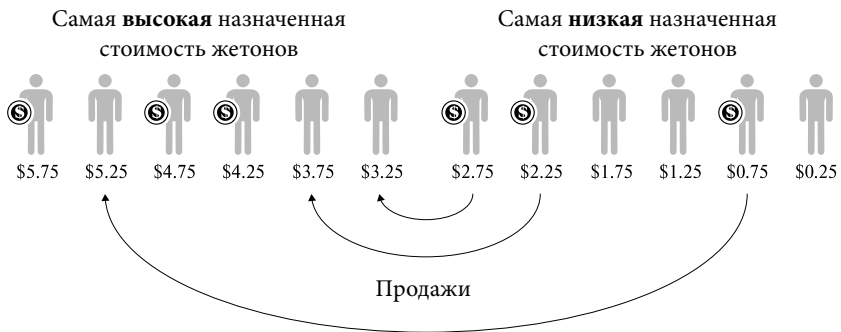 Самая высокая назначенная
стоимость жетонов
Самая низкая назначенная
стоимость жетонов
$ $ $ $ $ $
$5.75 $5.25 $4.75 $4.25 $3.75 $3.25 $2.75 $2.25 $1.75 $1.25 $0.75 $0.25
Продажи